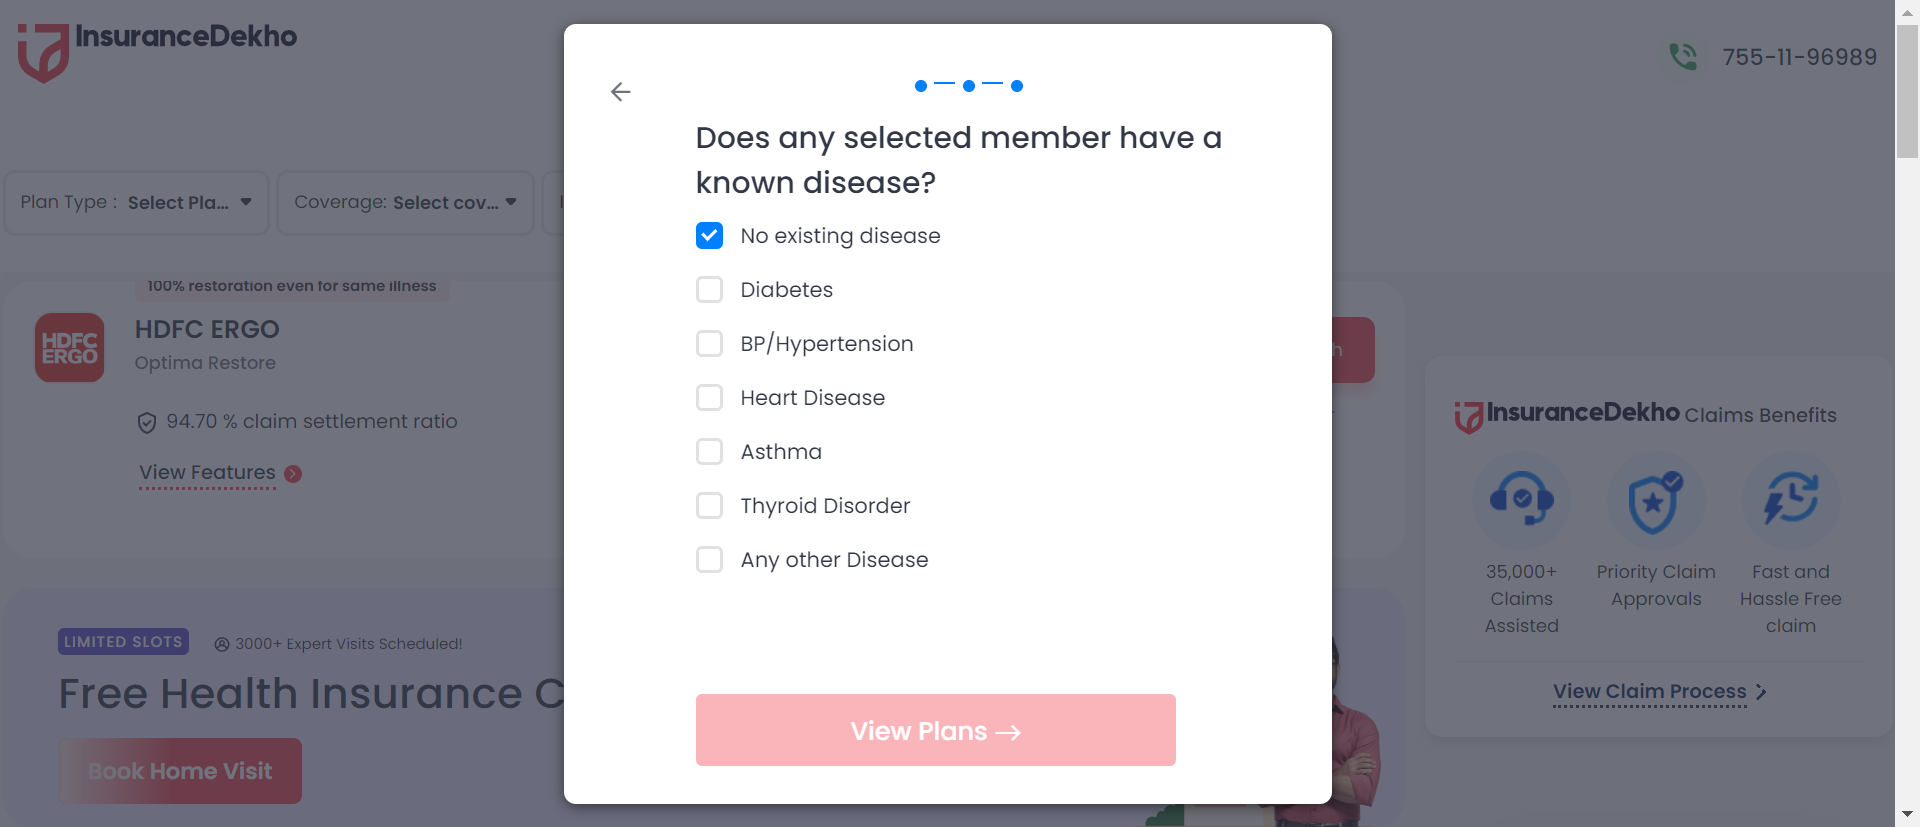 InsuranceDekho
755-11-96989
Plan Type : Select Pla...
Coverage: Select cov...
100% restoration even for same illness
HDFC
ERGO
HDFC ERGO
Optima Restore
94.70 % claim settlement ratio
View Features
LIMITED SLOTS
3000+ Expert Visits Scheduled!
Free Health Insurance C
Book Home Visit
Does any selected member have a
known disease?
No existing disease
Diabetes
BP/Hypertension
Heart Disease
Asthma
Thyroid Disorder
Any other Disease
View Plans
h
InsuranceDekho Claims Benefits
35,000+
Claims
Assisted
Priority Claim
Approvals
Fast and
Hassle Free
claim
View Claim Process